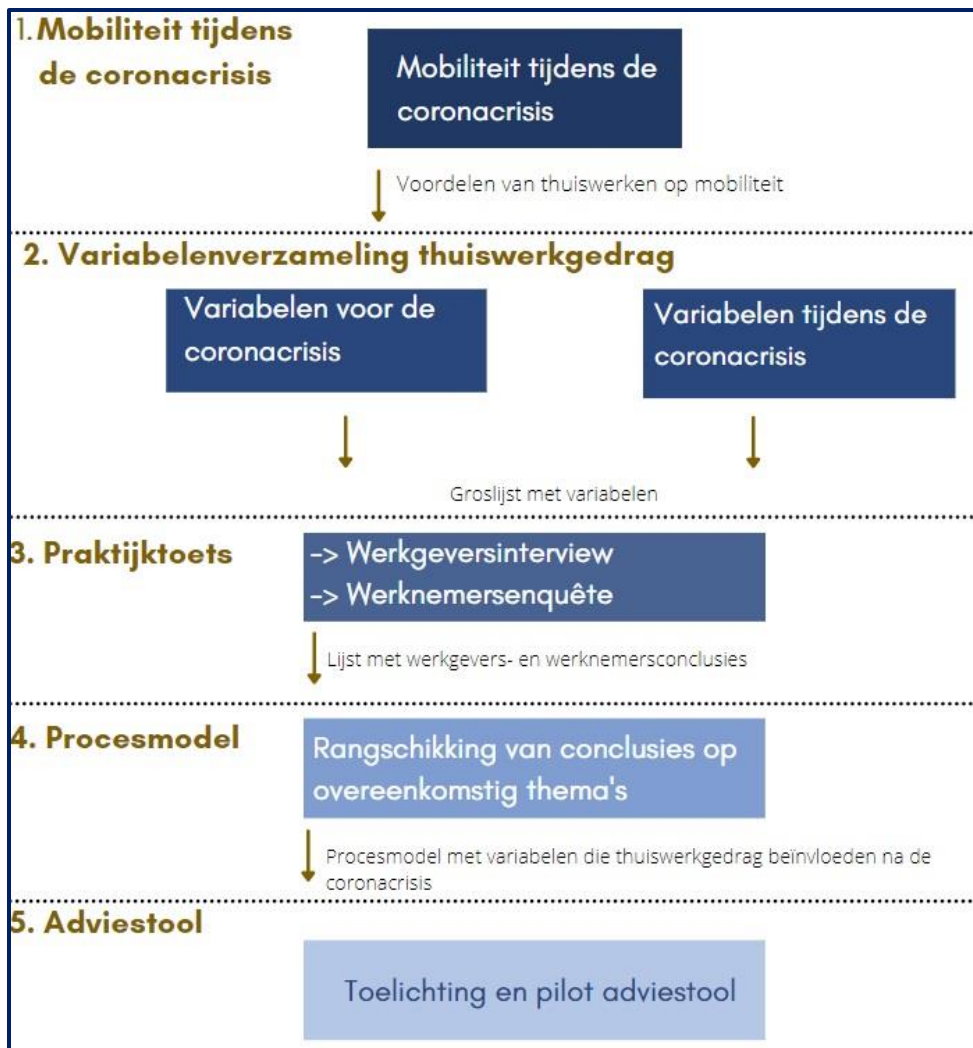 1. Mobiliteit tijdens
de coronacrisis
Mobiliteit tijdens de
coronacrisis
Voordelen van thuiswerken op mobiliteit
2. Variabelenverzameling thuiswerkgedrag
Variabelen voor de
coronacrisis
Variabelen tijdens de
coronacrisis
Groslijst met variabelen
3. Praktijktoets
-> Werkgeversinterview
-> Werknemersenquête
Lijst met werkgevers- en werknemersconclusies
4. Procesmodel
Rangschikking van conclusies op
overeenkomstig thema's
Procesmodel met variabelen die thuiswerkgedrag beïnvloeden na de
coronacrisis
5. Adviestool
Toelichting en pilot adviestool